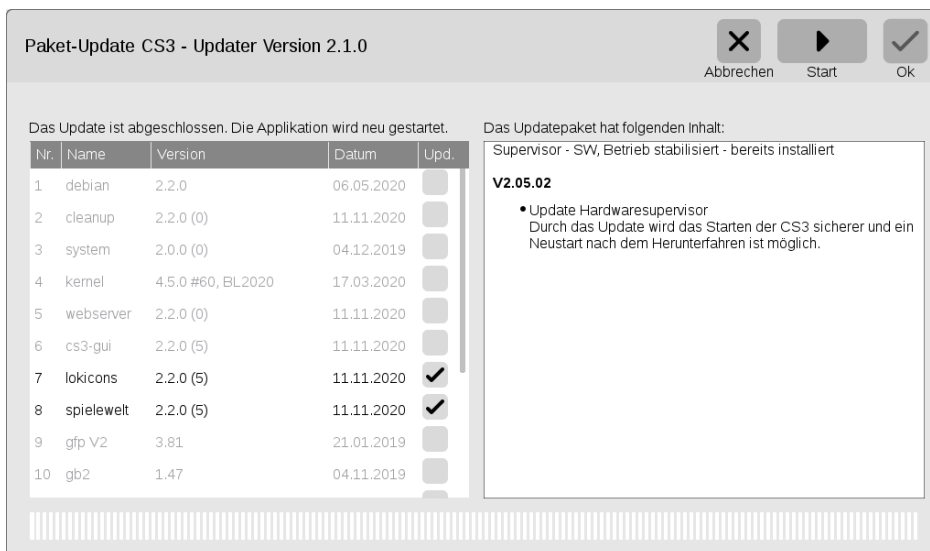 Paket-Update CS3 - Updater Version 2.1.0
Abbrechen Start Ok
Das Update ist abgeschlossen. Die Applikation wird neu gestartet.
Nr. Name Version Datum Upd.
1 debian 2.2.0 06.05.2020
2 cleanup 2.2.0 (0) 11.11.2020
3 system 2.0.0 (0) 04.12.2019
4 kernel 4.5.0 #60, BL2020 17.03.2020
5 webserver 2.2.0 (0) 11.11.2020
6 cs3-gui 2.2.0 (5) 11.11.2020
7 lokicons 2.2.0 (5) 11.11.2020
8 spielewelt 2.2.0 (5) 11.11.2020
9 gfp V2 3.81 21.01.2019
10 gb2 1.47 04.11.2019
Das Updatepaket hat folgenden Inhalt:
Supervisor - SW, Betrieb stabilisiert - bereits installiert
V2.05.02
• Update Hardwaresupervisor
Durch das Update wird das Starten der CS3 sicherer und ein
Neustart nach dem Herunterfahren ist möglich.